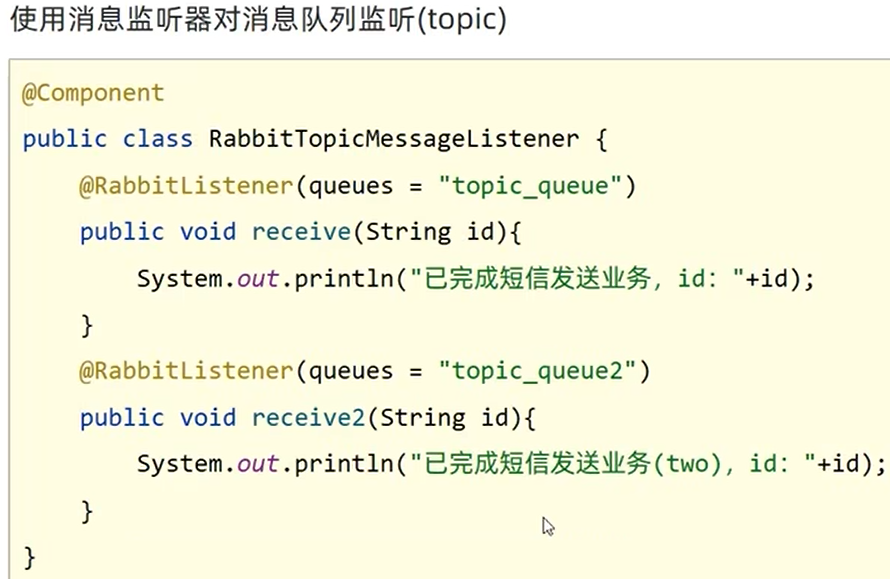 使用消息监听器对消息队列监听(topic)
@Component
public class RabbitTopicMessageListener {
@RabbitListener(queues = "topic_queue")
public void receive(String id){
System.out.println("已完成短信发送业务，id："+id);
}
@RabbitListener(queues = "topic_queue2")
public void receive2(String id){
System.out.println("已完成短信发送业务(two)，id："+id);
}
}